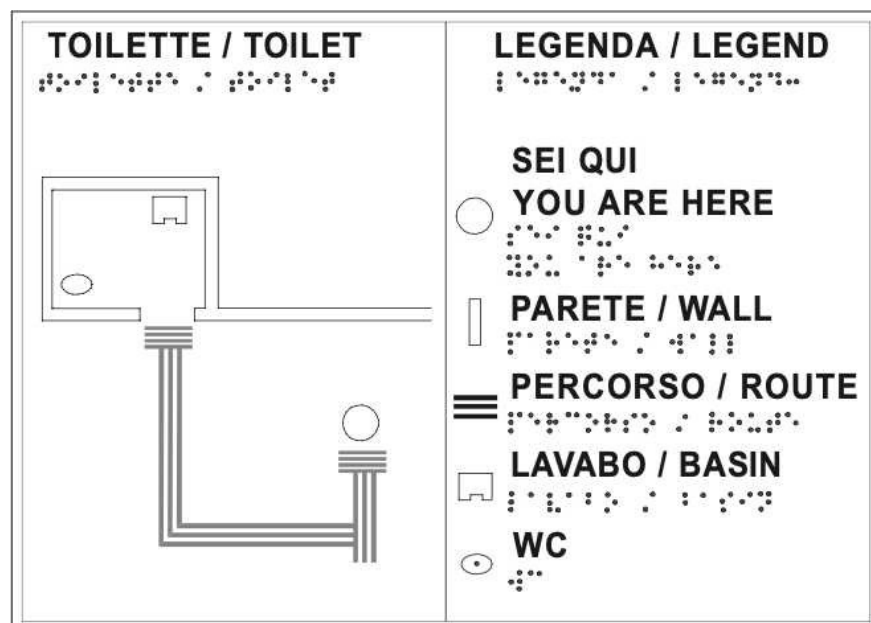 TOILETTE / TOILET
LEGENDA / LEGEND
SEI QUI
YOU ARE HERE
PARETE / WALL
PERCORSO / ROUTE
LAVABO / BASIN
WC